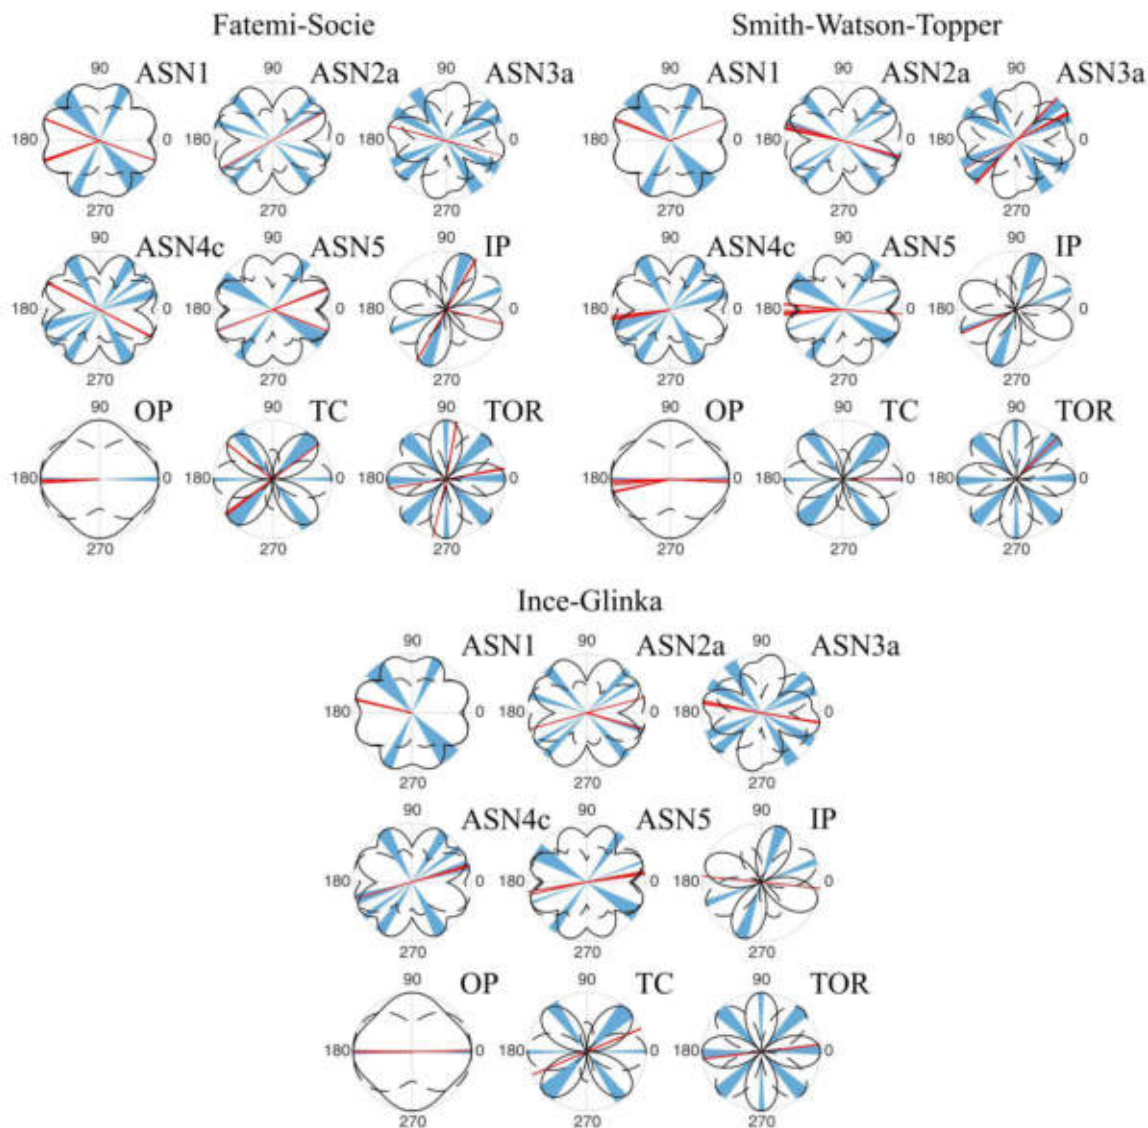 Fatemi-Socie
Smith-Watson-Topper
90 ASN1 90 ASN2a 90 ASN3a 90 ASN1 90 ASN2a 90 ASN3a
180 0 180 0 180 0 180 0 180 0 180 0
270 270 270 270 270 270
90 ASN4c 90 ASN5 90 IP 90 ASN4c 90 ASN5 90 IP
180 0 180 0 180 0 180 0 180 0 180 0
270 270 270 270 270 270
90 OP 90 TC 90 TOR 90 OP 90 TC 90 TOR
180 0 180 0 180 0 180 0 180 0 180 0
270 270 270 270 270 270
Ince-Glinka
90 ASN1 90 ASN2a 90 ASN3a
180 0 180 0 180 0
270 270 270
90 ASN4c 90 ASN5 90 IP
180 0 180 0 180 0
270 270 270
90 OP 90 TC 90 TOR
180 0 180 0 180 0
270 270 270